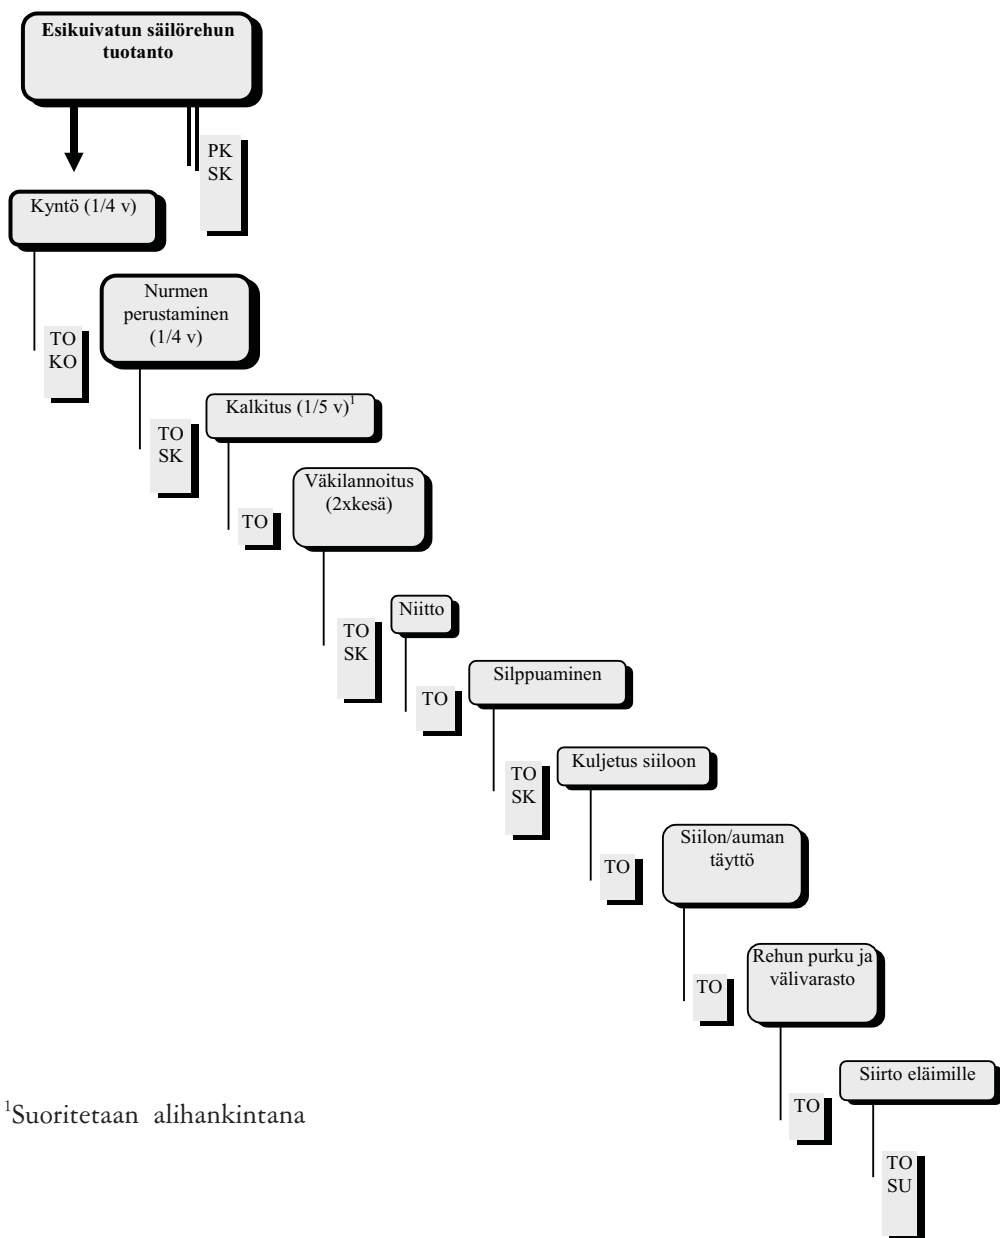 Esikuivatun säilörehun
tuotanto
PK
SK
Kyntö (1/4 v)
TO
KO
Nurmen
perustaminen
(1/4 v)
TO
SK
Kalkitus (1/5 v)¹
TO
Väkilannoitus
(2xkesä)
TO
SK
Niitto
TO
Silppuaminen
TO
SK
Kuljetus siiloon
TO
Siilon/auman
täyttö
TO
Rehun purku ja
välivarasto
TO
Siirto eläimille
TO
SU
¹Suoritetaan alihankintana